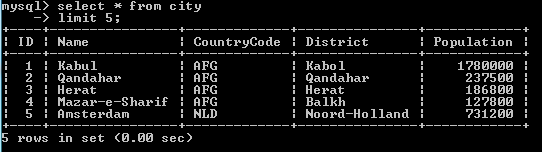 mysql> select * from city
    -> limit 5;
+----+----------------+-------------+---------------+------------+
| ID | Name           | CountryCode | District      | Population |
+----+----------------+-------------+---------------+------------+
|  1 | Kabul          | AFG         | Kabol         |    1780000 |
|  2 | Qandahar       | AFG         | Qandahar      |     237500 |
|  3 | Herat          | AFG         | Herat         |     186800 |
|  4 | Mazar-e-Sharif | AFG         | Balkh         |     127800 |
|  5 | Amsterdam      | NLD         | Noord-Holland |     731200 |
+----+----------------+-------------+---------------+------------+
5 rows in set (0.00 sec)